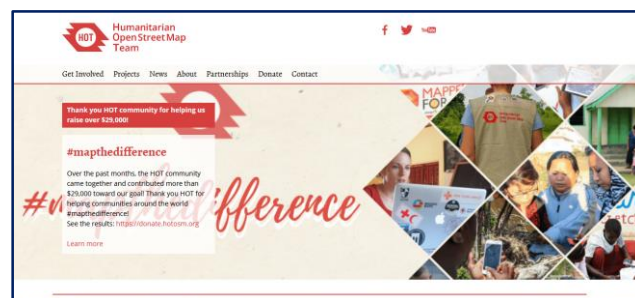 HOT
Humanitarian
OpenStreetMap
Team
f
You
Get Involved Projects News About Partnerships Donate Contact
Thank you HOT community for helping us
raise over $29,000!
#mapthedifference
Over the past months, the HOT community
came together and contributed more than
$29,000 toward our goal! Thank you HOT for
helping communities around the world
#mapthedifference!
See the results: https://donate.hotosm.org
Learn more
MAPPE
FOR